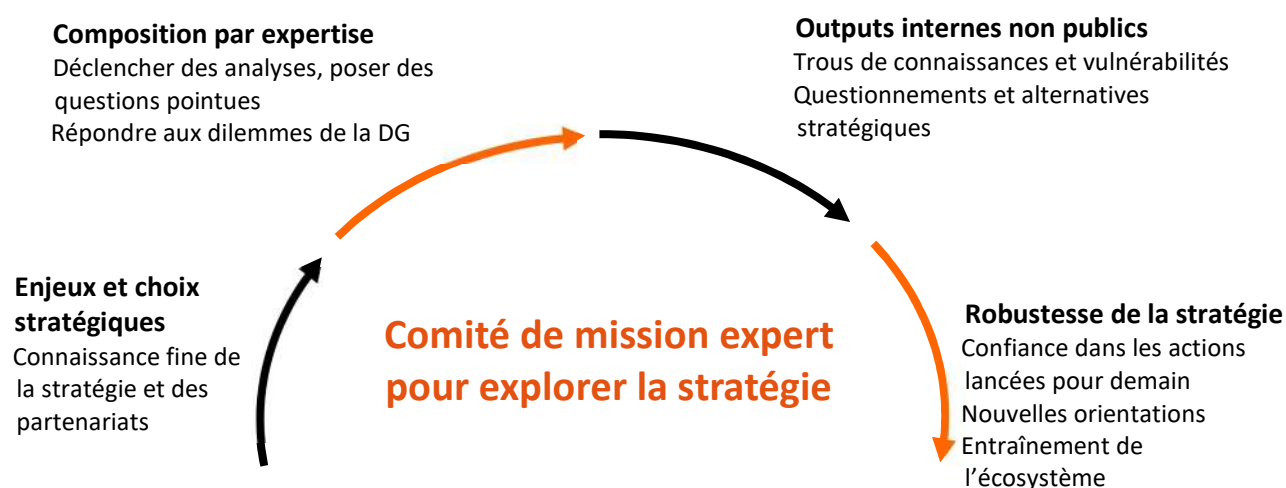 Composition par expertise
Déclencher des analyses, poser des
questions pointues
Répondre aux dilemmes de la DG
Outputs internes non publics
Trous de connaissances et vulnérabilités
Questionnements et alternatives
stratégiques
Enjeux et choix
stratégiques
Connaissance fine de
la stratégie et des
partenariats
Comité de mission expert
pour explorer la stratégie
Robustesse de la stratégie
Confiance dans les actions
lancées pour demain
Nouvelles orientations
Entraînement de
l'écosystème